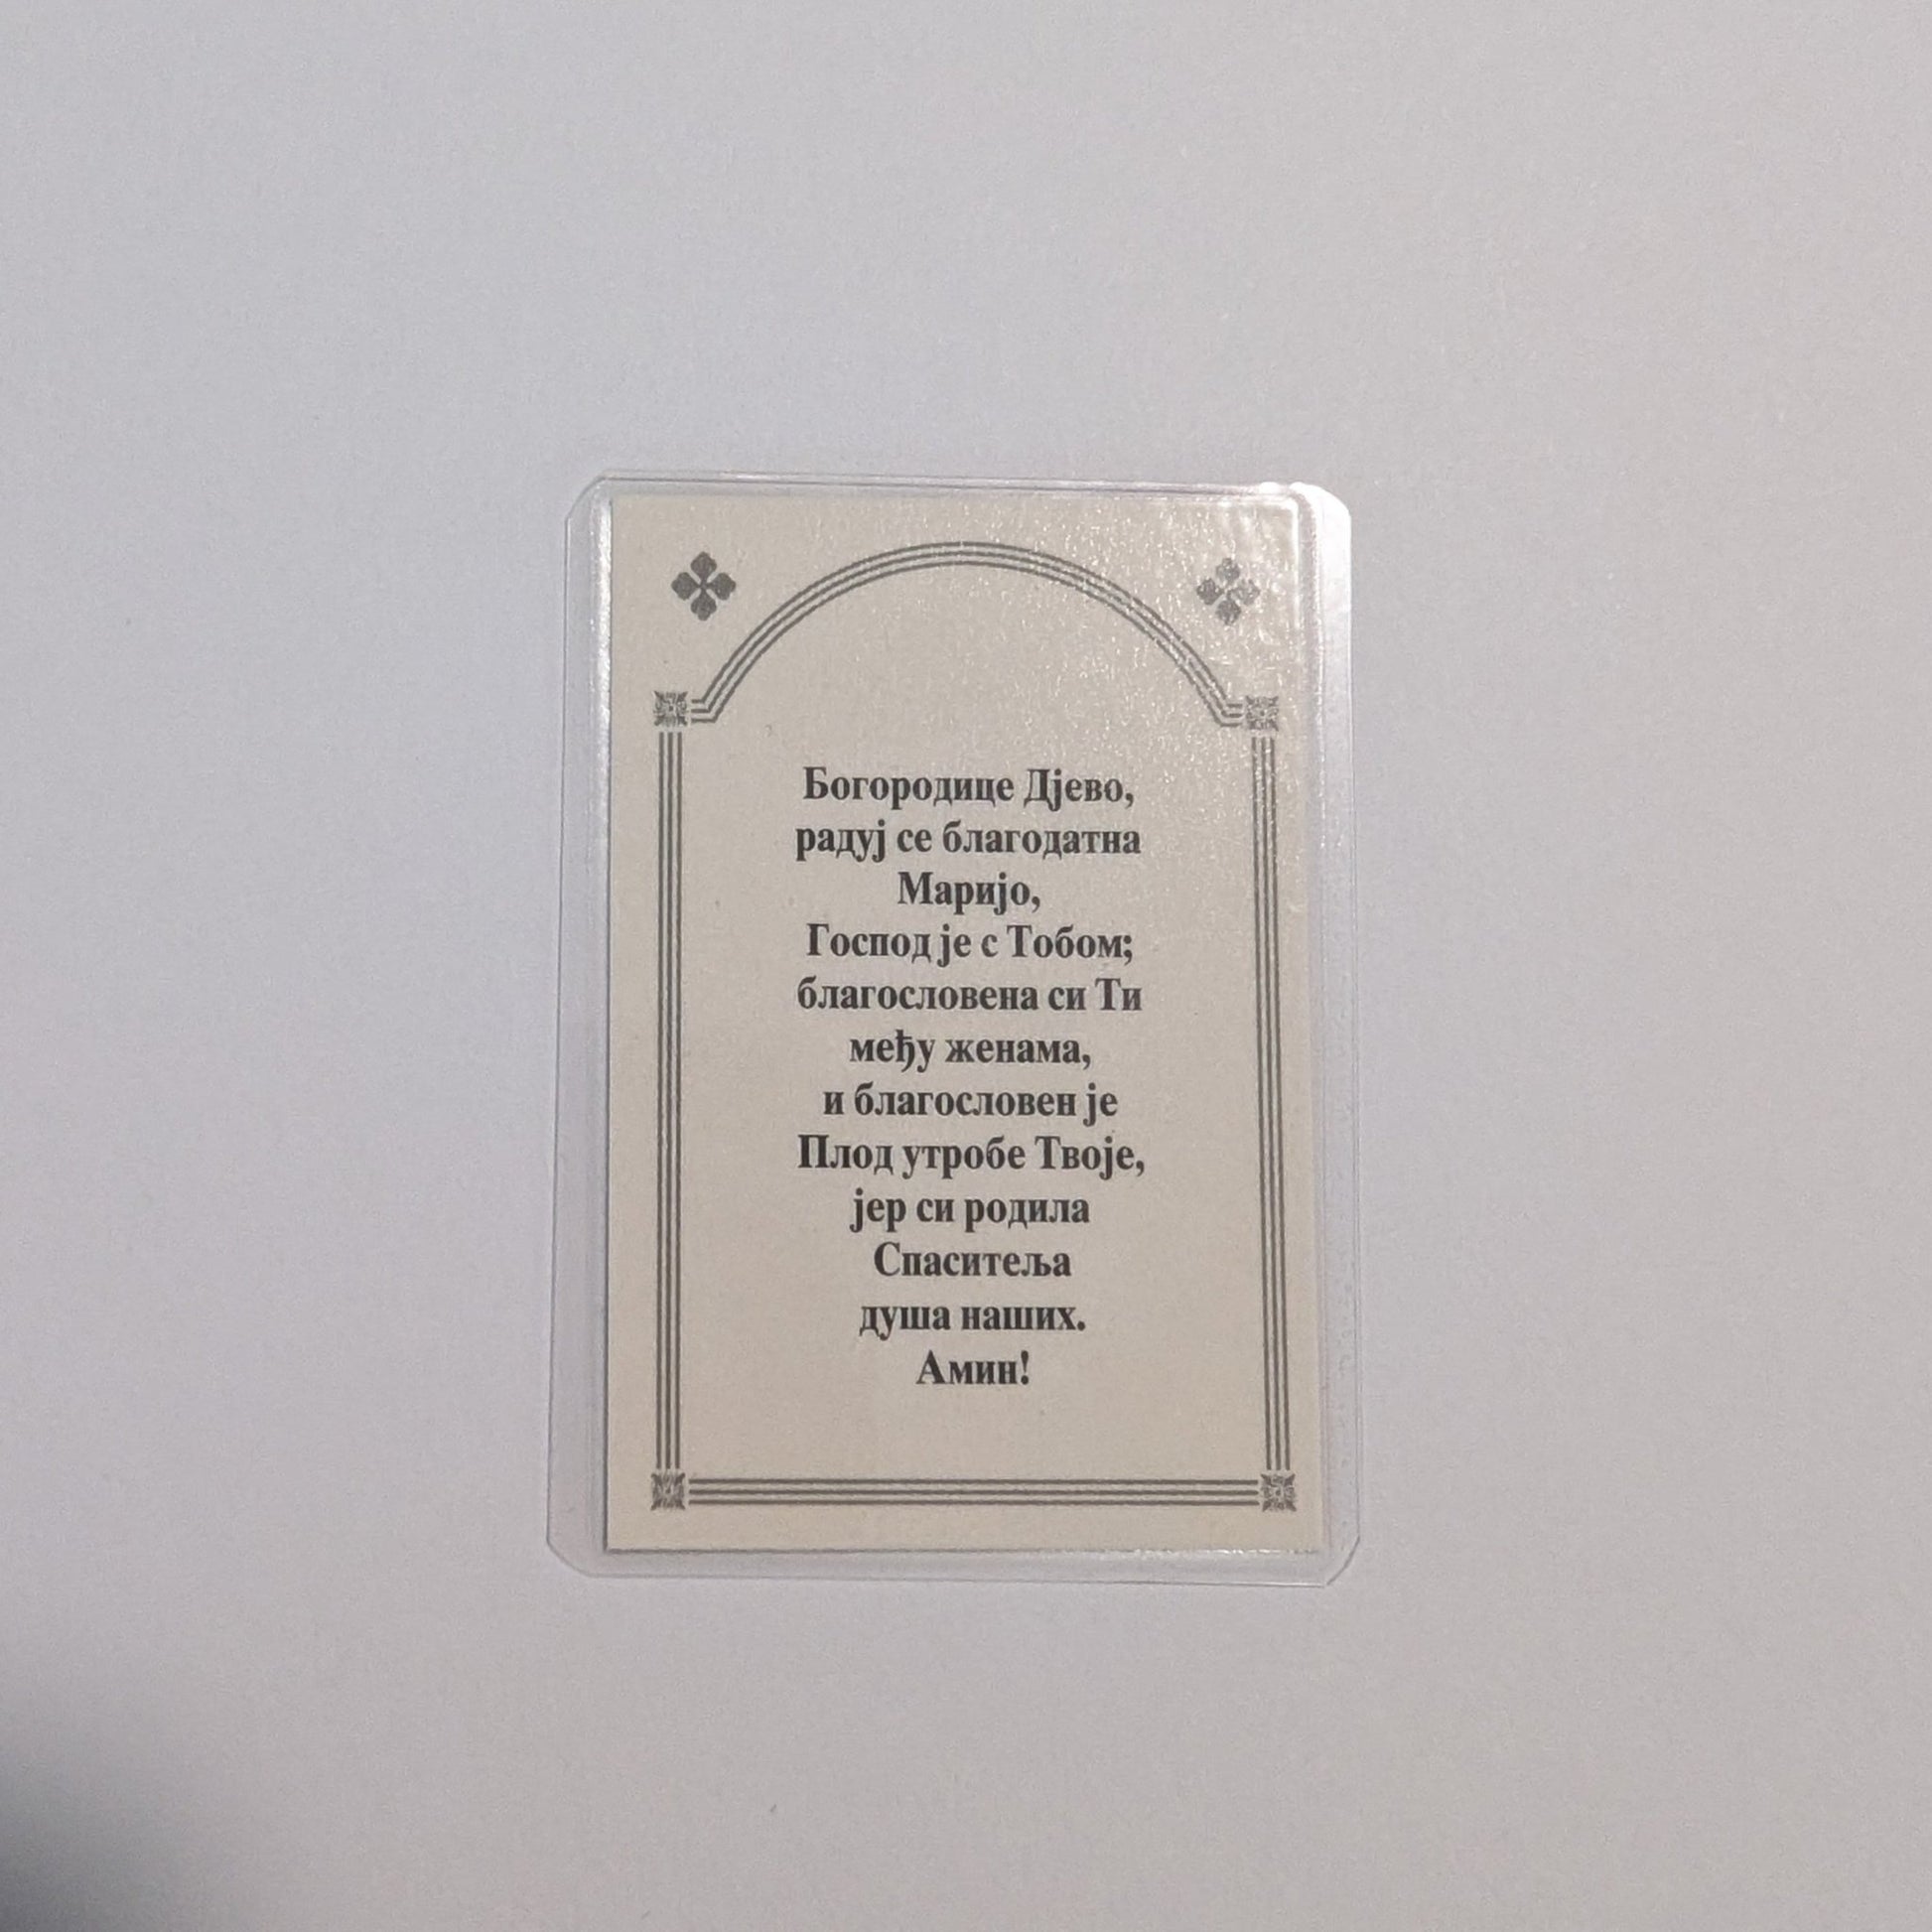 Богородице Дјево,
радуј се благодатна
Маријо,
Господ је с Тобом;
благословена си Ти
међу женама,
и благословен је
Плод утробе Твоје,
јер си родила
Спаситеља
душа наших.
Амин!